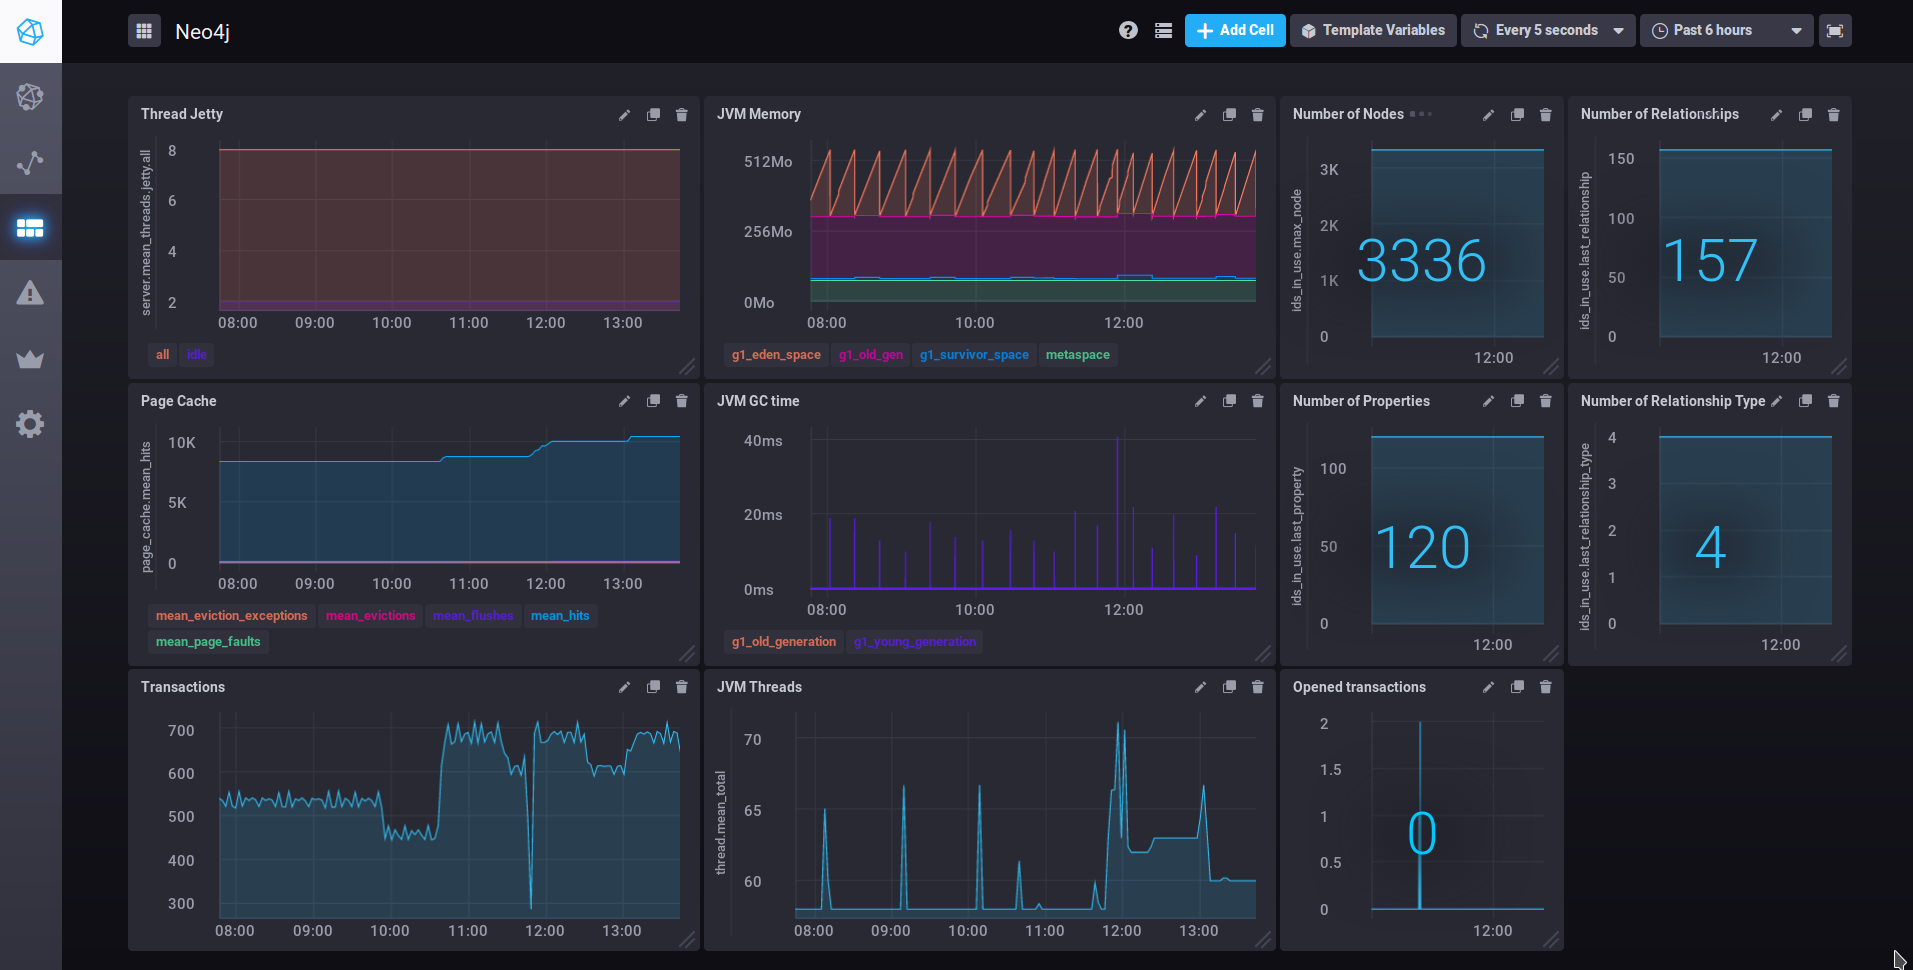 Neo4j
? Add Cell Template Variables Every 5 seconds Past 6 hours
Thread Jetty
server.mean_threads.jetty.all
8
6
4
2
08:00 09:00 10:00 11:00 12:00 13:00
all idle
JVM Memory
512Mo
256Mo
0Mo
08:00 10:00 12:00
g1_eden_space g1_old_gen g1_survivor_space metaspace
Number of Nodes
ids_in_use.max_node
3K
2K
1K
0
3336
12:00
Number of Relationships
ids_in_use.last_relationship
150
100
50
0
157
12:00
Page Cache
page_cache.mean_hits
10K
5K
0
08:00 09:00 10:00 11:00 12:00 13:00
mean_eviction_exceptions mean_evictions mean_flushes mean_hits
mean_page_faults
JVM GC time
40ms
20ms
0ms
08:00 10:00 12:00
g1_old_generation g1_young_generation
Number of Properties
ids_in_use.last_property
100
50
0
120
12:00
Number of Relationship Type
ids_in_use.last_relationship_type
4
3
2
1
0
4
12:00
Transactions
700
600
500
400
300
08:00 09:00 10:00 11:00 12:00 13:00
JVM Threads
thread.mean_total
70
65
60
08:00 09:00 10:00 11:00 12:00 13:00
Opened transactions
2
1.5
1
0.5
0
0
12:00